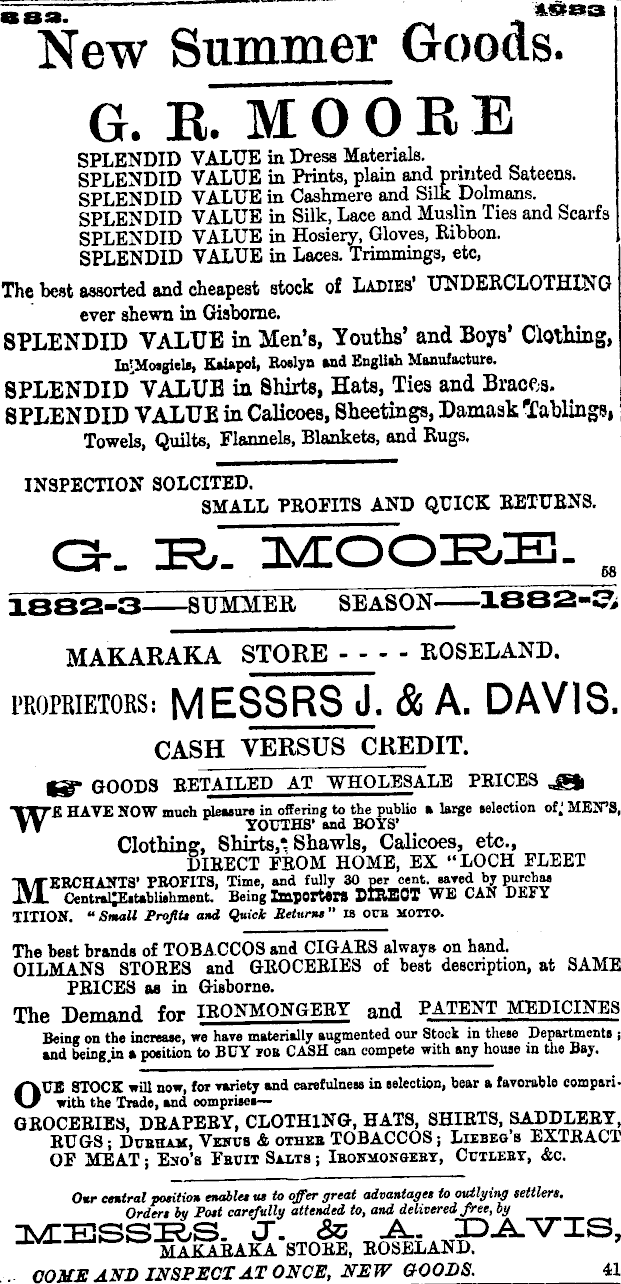 882. 1883
New Summer Goods.
G. R. MOORE
SPLENDID VALUE in Dress Materials.
SPLENDID VALUE in Prints, plain and printed Sateens.
SPLENDID VALUE in Cashmere and Silk Dolmans.
SPLENDID VALUE in Silk, Lace and Muslin Ties and Scarfs
SPLENDID VALUE in Hosiery, Gloves, Ribbon.
SPLENDID VALUE in Laces. Trimmings, etc,
The best assorted and cheapest stock of LADIES' UNDERCLOTHING
ever shewn in Gisborne.
SPLENDID VALUE in Men's, Youths' and Boys' Clothing,
In Mosgiels, Kaiapoi, Roslyn and English Manufacture.
SPLENDID VALUE in Shirts, Hats, Ties and Braces.
SPLENDID VALUE in Calicoes, Sheetings, Damask Tablings,
Towels, Quilts, Flannels, Blankets, and Rugs.
INSPECTION SOLCITED.
SMALL PROFITS AND QUICK RETURNS.
G. R. MOORE.
58
1882-3—SUMMER SEASON—1882-3
MAKARAKA STORE - - - - ROSELAND.
PROPRIETORS: MESSRS J. & A. DAVIS.
CASH VERSUS CREDIT.
☞ GOODS RETAILED AT WHOLESALE PRICES ☜
WE HAVE NOW much pleasure in offering to the public a large selection of MEN'S,
YOUTHS' and BOYS'
Clothing, Shirts, Shawls, Calicoes, etc.,
DIRECT FROM HOME, EX "LOCH FLEET
MERCHANTS' PROFITS, Time, and fully 30 per cent. saved by purchas
Central Establishment. Being Importers DIRECT WE CAN DEFY
TITION. "Small Profits and Quick Returns" IS OUR MOTTO.
The best brands of TOBACCOS and CIGARS always on hand.
OILMANS STORES and GROCERIES of best description, at SAME
PRICES as in Gisborne.
The Demand for IRONMONGERY and PATENT MEDICINES
Being on the increase, we have materially augmented our Stock in these Departments ;
and being in a position to BUY FOR CASH can compete with any house in the Bay.
OUR STOCK will now, for variety and carefulness in selection, bear a favorable compari-
with the Trade, and comprises—
GROCERIES, DRAPERY, CLOTH1NG, HATS, SHIRTS, SADDLERY,
RUGS ; DURHAM, VENUS & OTHER TOBACCOS ; LIEBEG'S EXTRACT
OF MEAT ; ENO'S FRUIT SALTS ; IRONMONGERY, CUTLERY, &C.
Our central position enables us to offer great advantages to outlying settlers.
Orders by Post carefully attended to, and delivered free, by
MESSRS. J. & A. DAVIS,
MAKARAKA STORE, ROSELAND.
COME AND INSPECT AT ONCE, NEW GOODS. 41